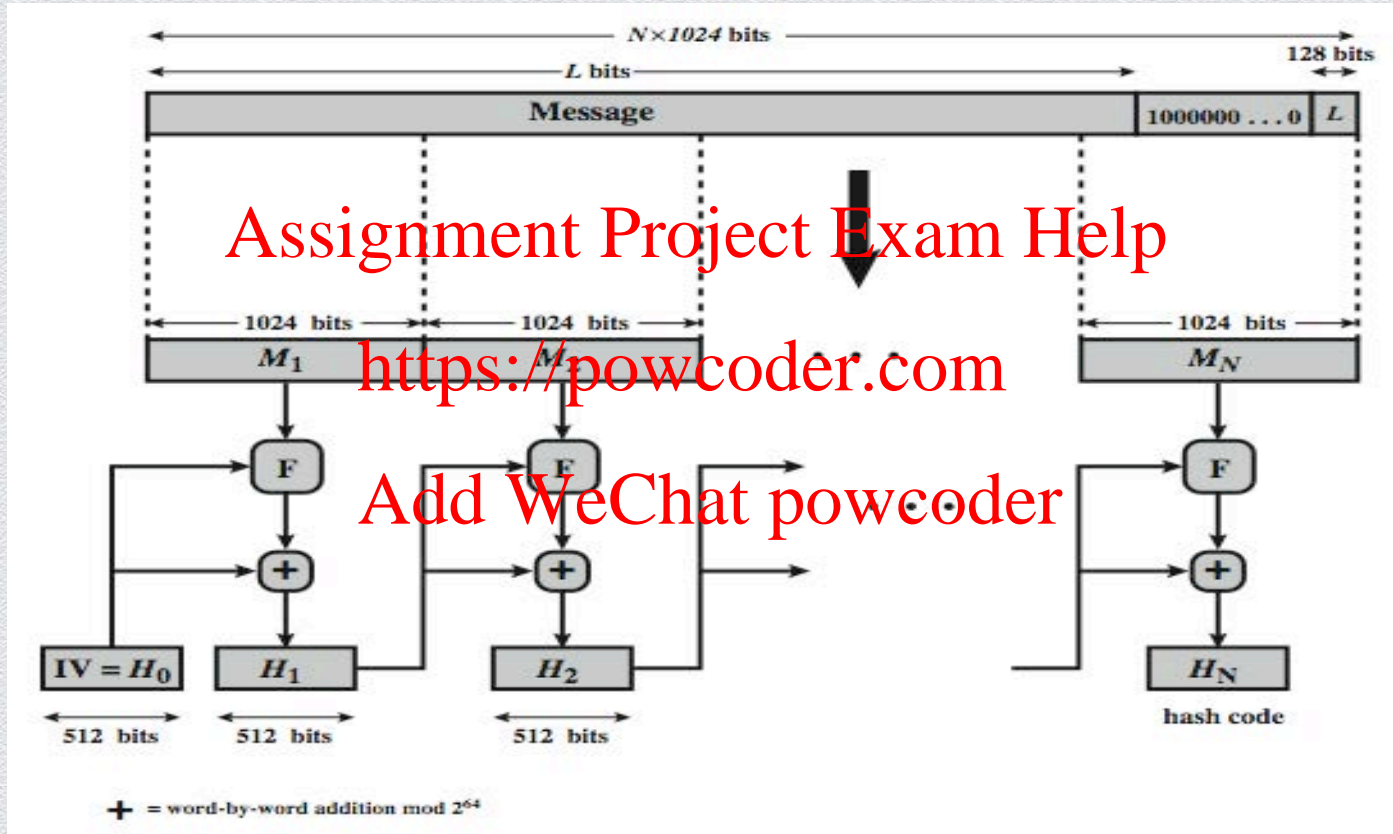 N×1024 bits
128 bits
L bits
Message 1000000 . . . 0 L
Assignment Project Exam Help
1024 bits 1024 bits 1024 bits
M1 M2 . . . MN
https://powcoder.com
F F F
Add WeChat powcoder
. . .
+ + +
IV = H0 H1 H2 HN
hash code
512 bits 512 bits 512 bits
+ = word-by-word addition mod 2^64